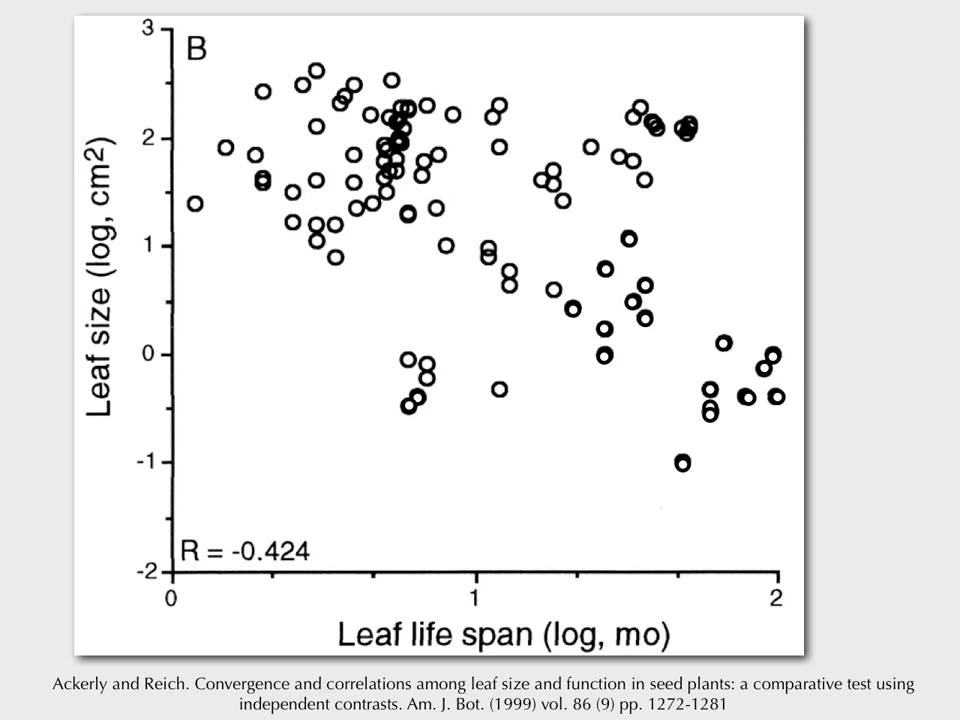 3
B
2
1
0
-1
-2
Leaf size (log, cm2)
R = -0.424
0 1 2
Leaf life span (log, mo)
Ackerly and Reich. Convergence and correlations among leaf size and function in seed plants: a comparative test using
independent contrasts. Am. J. Bot. (1999) vol. 86 (9) pp. 1272-1281